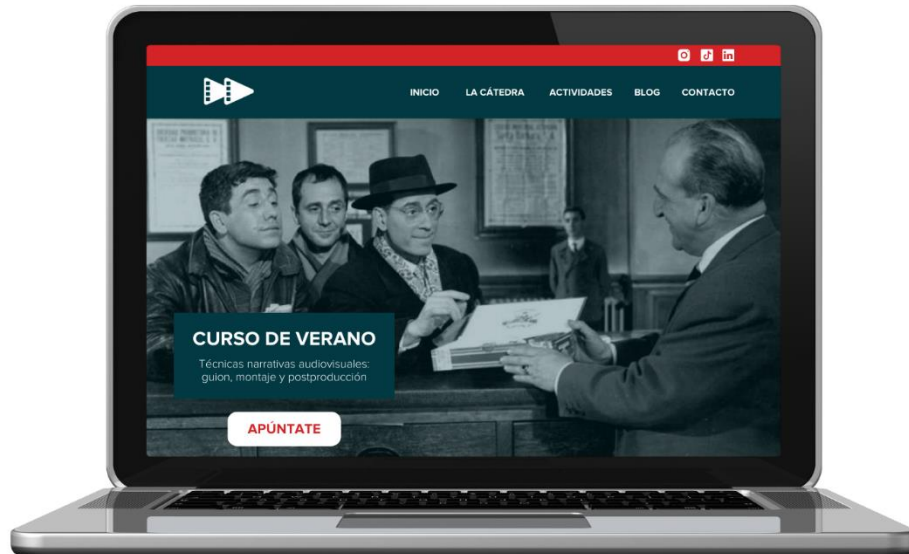 INICIO LA CÁTEDRA ACTIVIDADES BLOG CONTACTO
CURSO DE VERANO
Técnicas narrativas audiovisuales:
guion, montaje y postproducción
APÚNTATE